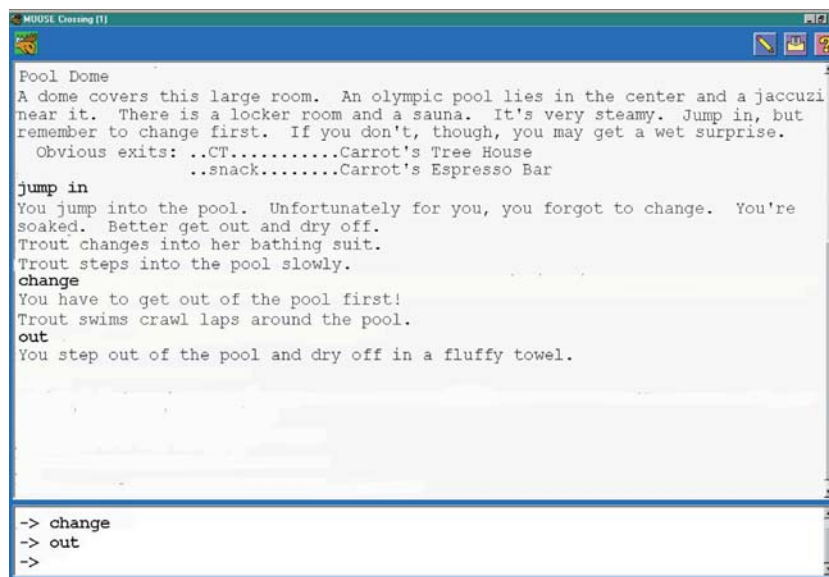 MOOSE Crossing (1)
Pool Dome
A dome covers this large room.  An olympic pool lies in the center and a jaccuzi
near it.  There is a locker room and a sauna.  It's very steamy.  Jump in, but
remember to change first.  If you don't, though, you may get a wet surprise.
  Obvious exits: ..CT...........Carrot's Tree House
                 ..snack........Carrot's Espresso Bar
jump in
You jump into the pool.  Unfortunately for you, you forgot to change.  You're
soaked.  Better get out and dry off.
Trout changes into her bathing suit.
Trout steps into the pool slowly.
change
You have to get out of the pool first!
Trout swims crawl laps around the pool.
out
You step out of the pool and dry off in a fluffy towel.
-> change
-> out
->